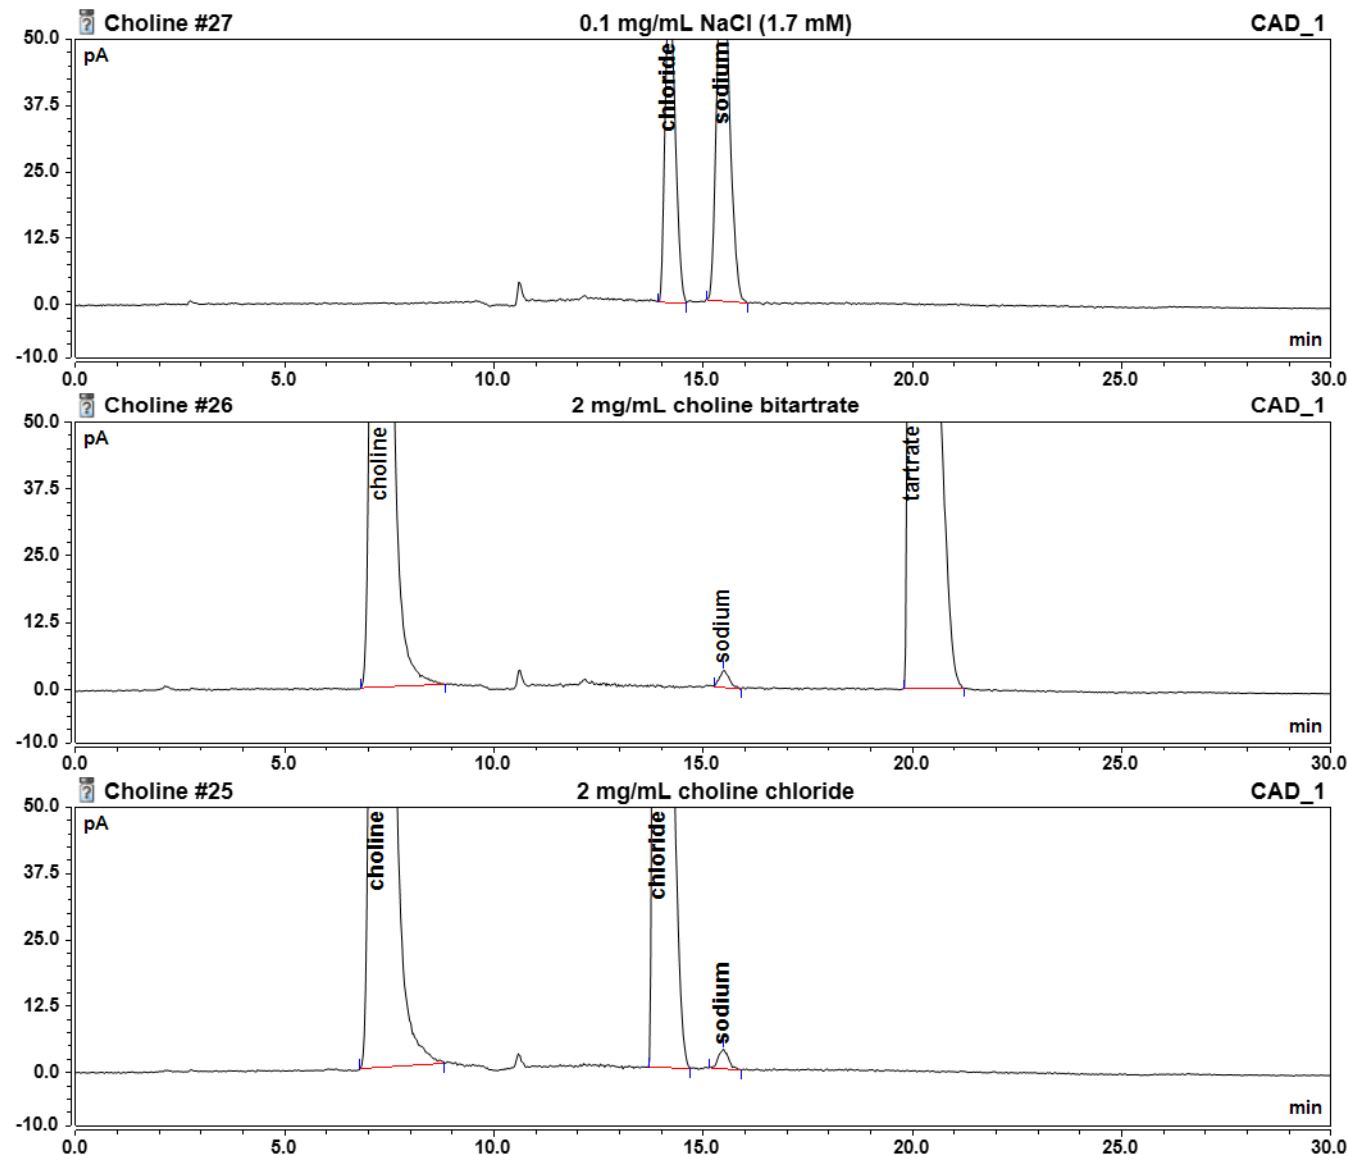 Choline #27 0.1 mg/mL NaCl (1.7 mM) CAD_1
50.0
pA
chloride
sodium
37.5
25.0
12.5
0.0
min
-10.0
0.0 5.0 10.0 15.0 20.0 25.0 30.0
Choline #26 2 mg/mL choline bitartrate CAD_1
50.0
pA
choline
tartrate
37.5
25.0
12.5
sodium
0.0
min
-10.0
0.0 5.0 10.0 15.0 20.0 25.0 30.0
Choline #25 2 mg/mL choline chloride CAD_1
50.0
pA
choline
chloride
37.5
25.0
12.5
sodium
0.0
min
-10.0
0.0 5.0 10.0 15.0 20.0 25.0 30.0